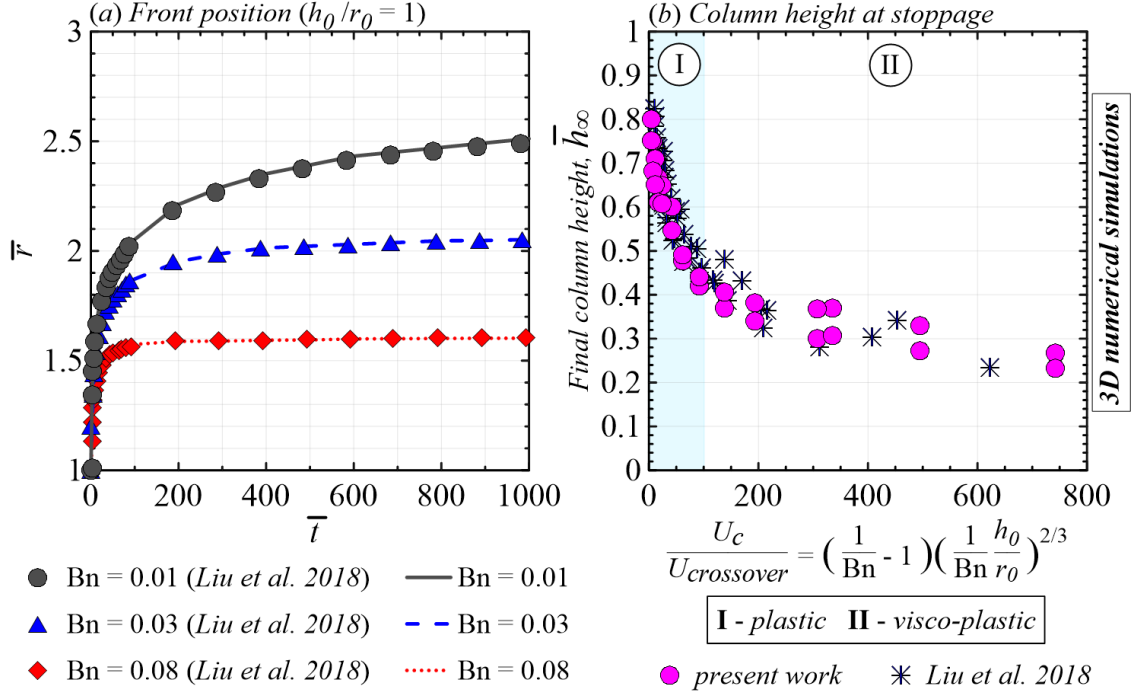 (a) Front position (h₀/r₀ = 1)
3
2.5
2
1.5
1
r̅
0 200 400 600 800 1000
t̅
(b) Column height at stoppage
I II
1
0.9
0.8
0.7
0.6
0.5
0.4
0.3
0.2
0.1
0
Final column height, h̅∞
0 200 400 600 800
3D numerical simulations
U_c/U_crossover = (1/Bn - 1)(1/Bn h₀/r₀)^2/3
I - plastic II - visco-plastic
present work Liu et al. 2018
Bn = 0.01 (Liu et al. 2018) Bn = 0.01
Bn = 0.03 (Liu et al. 2018) Bn = 0.03
Bn = 0.08 (Liu et al. 2018) Bn = 0.08